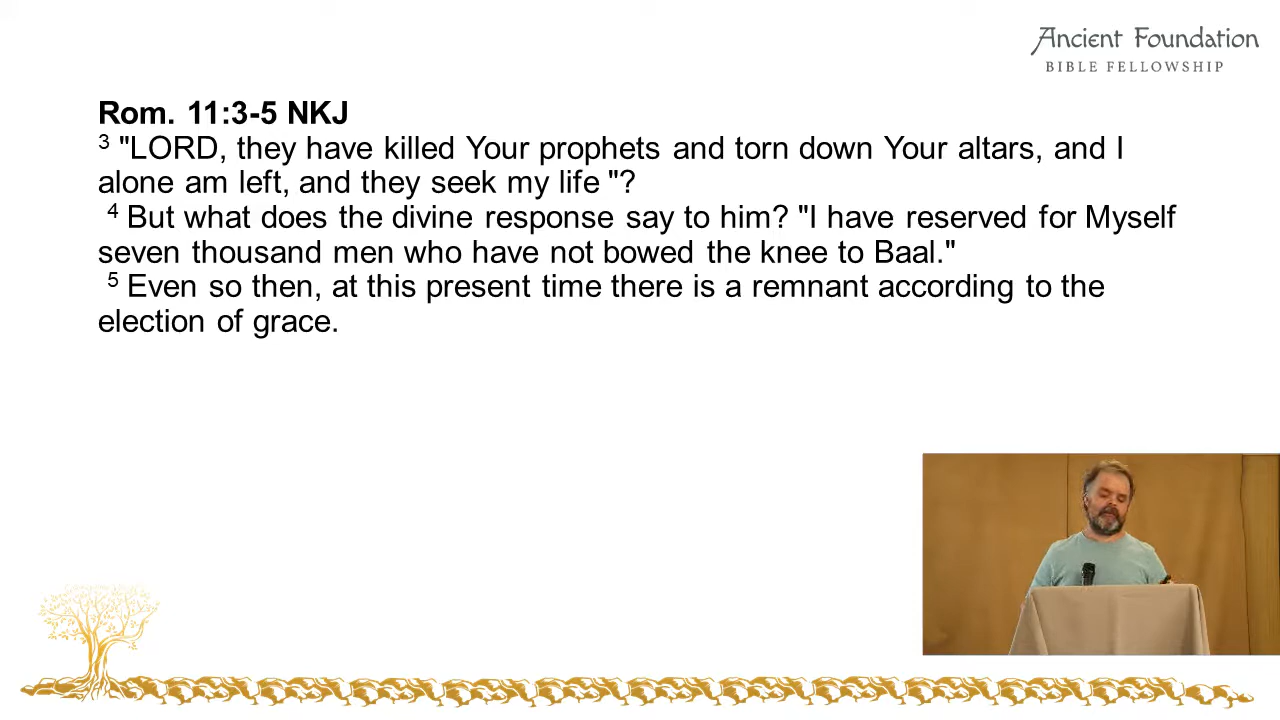 Ancient Foundation
BIBLE FELLOWSHIP
Rom. 11:3-5 NKJ
3 "LORD, they have killed Your prophets and torn down Your altars, and I
alone am left, and they seek my life "?
4 But what does the divine response say to him? "I have reserved for Myself
seven thousand men who have not bowed the knee to Baal."
5 Even so then, at this present time there is a remnant according to the
election of grace.